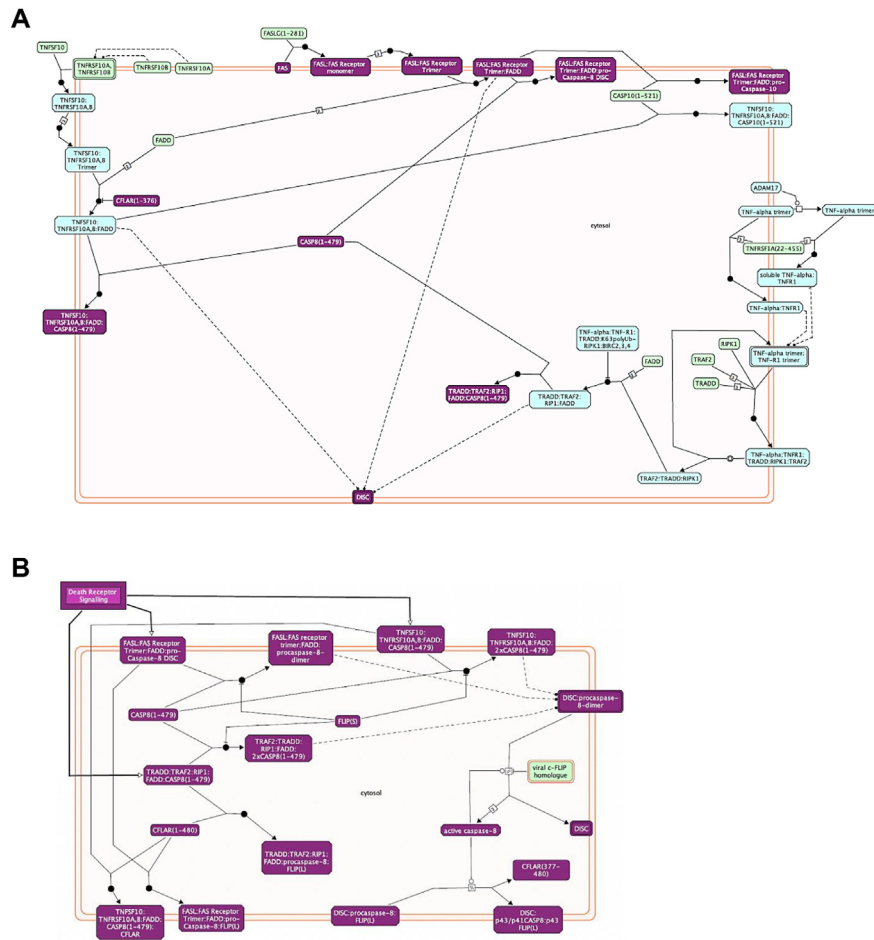 A
TNFSF10
TNFRSF10A,
TNFRSF10B
TNFRSF10B
TNFRSF10A
FASLG(1-281)
FAS
FASL:FAS Receptor
monomer
FASL:FAS Receptor
Trimer
FASL:FAS Receptor
Trimer:FADD
FASL:FAS Receptor
Trimer:FADD:pro-
Caspase-8 DISC
FASL:FAS Receptor
Trimer:FADD:pro-
Caspase-10
TNFSF10:
TNFRSF10A,B
CASP10(1-521)
TNFSF10:
TNFRSF10A,B:FADD:
CASP10(1-521)
FADD
TNFSF10:
TNFRSF10A,B
Trimer
CFLAR(1-376)
ADAM17
TNF-alpha trimer
TNF-alpha trimer
TNFSF10:
TNFRSF10A,B:FADD
cytosol
CASP8(1-479)
TNFRSF1A(22-455)
soluble TNF-alpha:
TNFR1
TNFSF10:
TNFRSF10A,B:FADD:
CASP8(1-479)
TNF-alpha:TNFR1
TNF-alpha:TNF-R1:
TRADD:K63polyUb-
RIPK1:BIRC2,3,4
RIPK1
TNF-alpha trimer:
TNF-R1 trimer
FADD
TRAF2
TRADD
TRADD:TRAF2:RIP1:
FADD:CASP8(1-479)
TRADD:TRAF2:
RIP1:FADD
TNF-alpha:TNFR1:
TRADD:RIPK1:TRAF2
TRAF2:TRADD:RIPK1
DISC
B
Death Receptor
Signalling
FASL:FAS Receptor
Trimer:FADD:pro-
Caspase-8 DISC
FASL:FAS receptor
trimer:FADD:
procaspase-8-
dimer
TNFSF10:
TNFRSF10A,B:FADD:
CASP8(1-479)
TNFSF10:
TNFRSF10A,B:FADD:
2xCASP8(1-479)
DISC:procaspase-
8-dimer
CASP8(1-479)
FLIP(S)
TRAF2:TRADD:
RIP1:FADD:
2xCASP8(1-479)
TRADD:TRAF2:RIP1:
FADD:CASP8(1-479)
cytosol
viral c-FLIP
homologue
CFLAR(1-480)
active caspase-8
DISC
TRADD:TRAF2:RIP1:
FADD:procaspase-8:
FLIP(L)
CFLAR(377-
480)
TNFSF10:
TNFRSF10A,B:FADD:
CASP8(1-479):
CFLAR
FASL:FAS Receptor
Trimer:FADD:pro-
Caspase-8:FLIP(L)
DISC:procaspase-8:
FLIP(L)
DISC:
p43/p41CASP8:p43
FLIP(L)